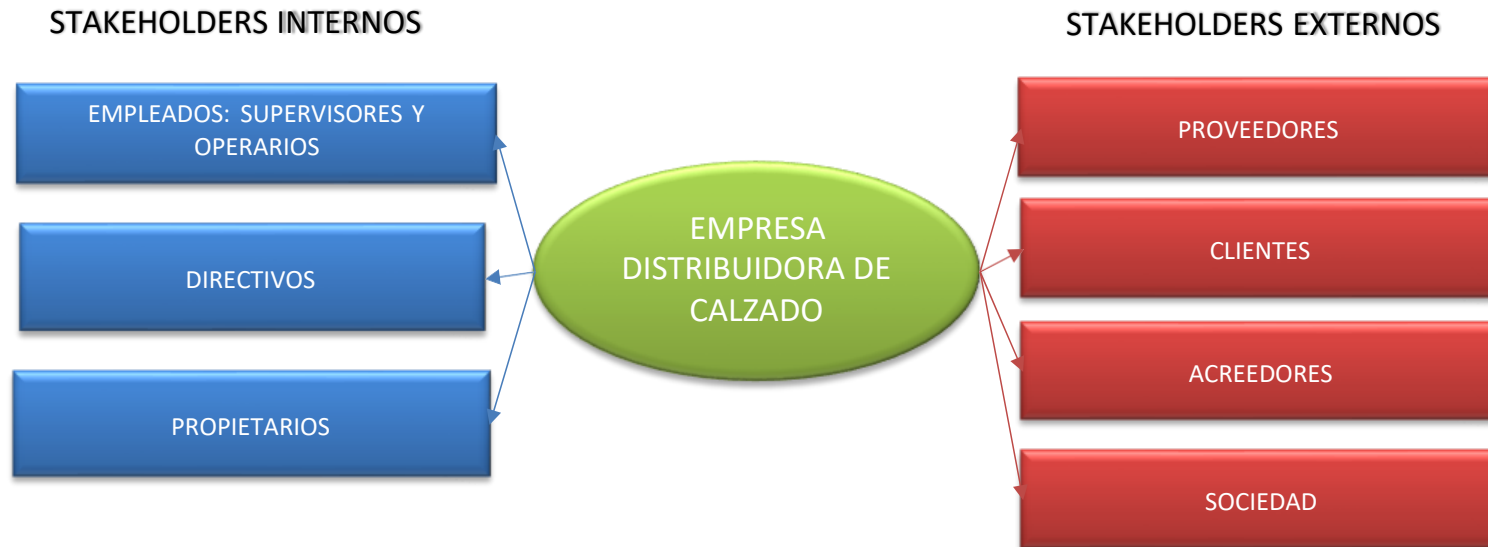 STAKEHOLDERS INTERNOS
STAKEHOLDERS EXTERNOS
EMPLEADOS: SUPERVISORES Y
OPERARIOS
DIRECTIVOS
PROPIETARIOS
EMPRESA
DISTRIBUIDORA DE
CALZADO
PROVEEDORES
CLIENTES
ACREEDORES
SOCIEDAD